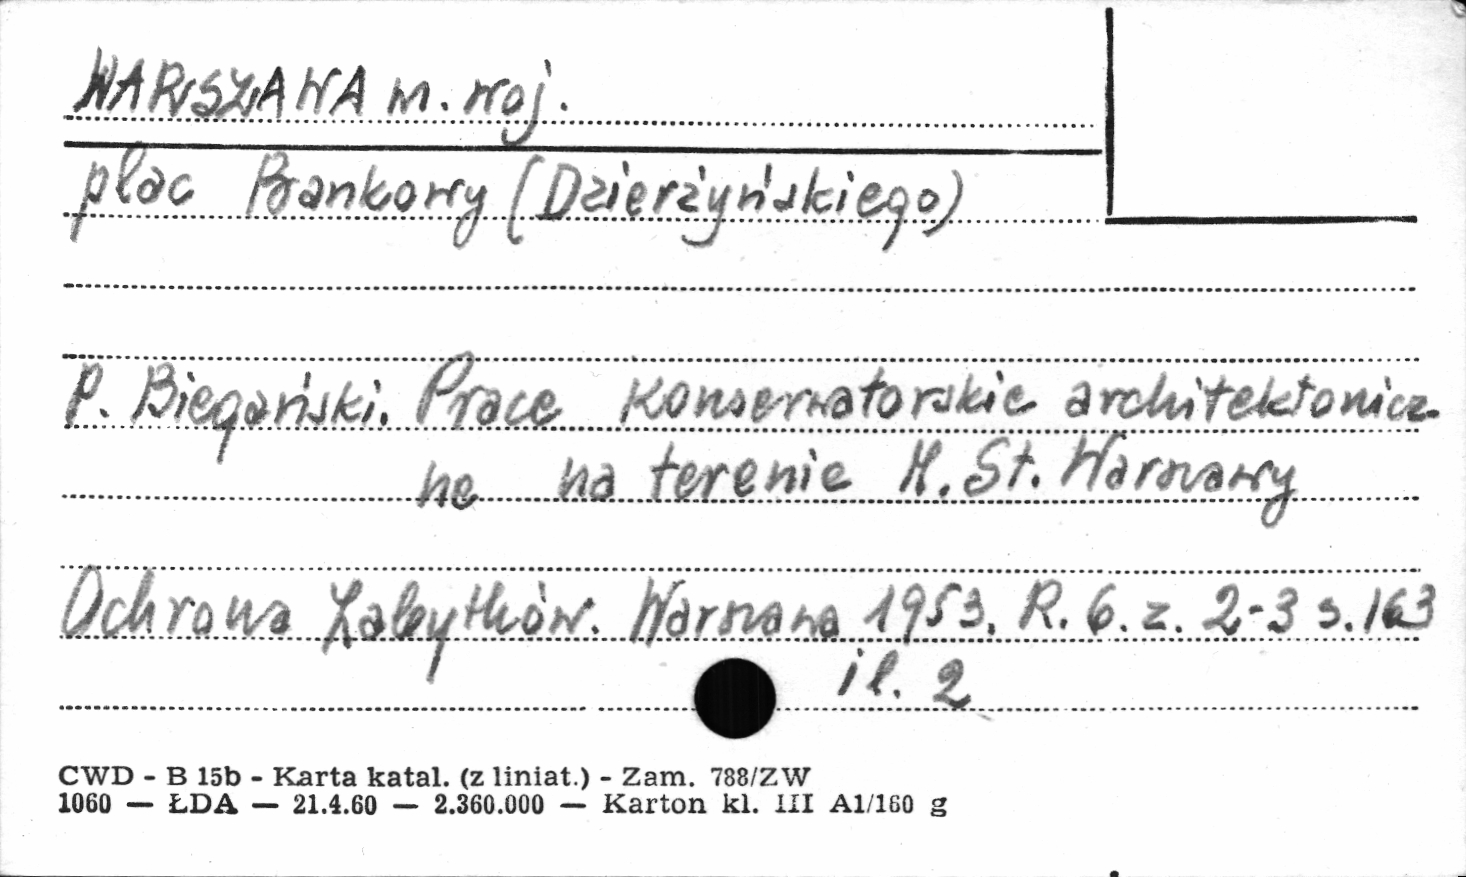 WARSZAWA m. woj.
plac Bankowy (Dzierżyńskiego)
P. Biegański. Prace konserwatorskie architektonicz-
ne na terenie M. St. Warszawy
Ochrona Zabytków. Warszawa 1953. R. 6. z. 2-3 s. 163
il. 2
CWD - B 15b - Karta katal. (z liniat.) - Zam. 788/ZW
1060 — ŁDA — 21.4.60 — 2.360.000 — Karton kl. III A1/160 g